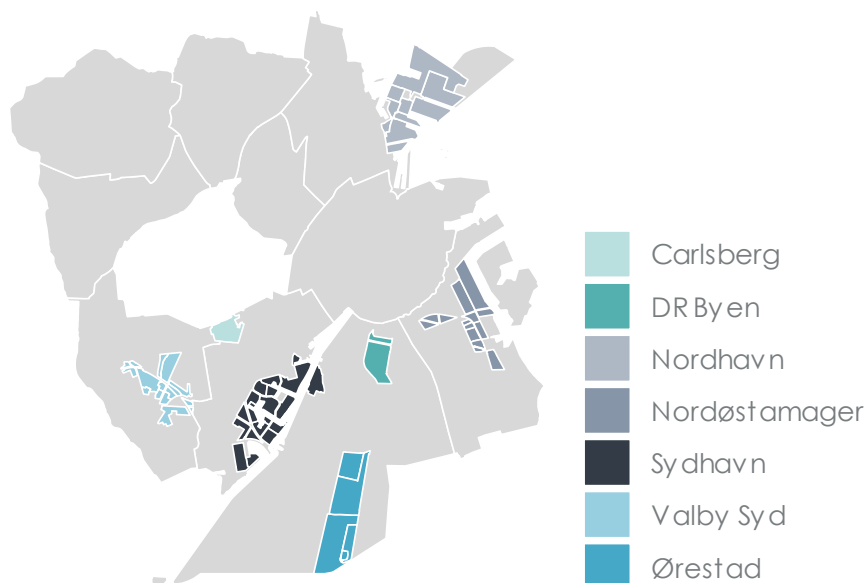 Carlsberg
DR Byen
Nordhavn
Nordøstamager
Sydhavn
Valby Syd
Ørestad